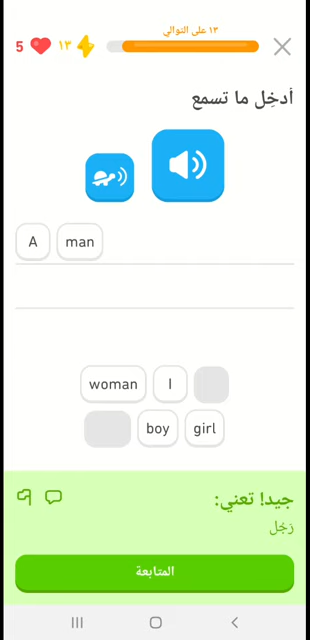 ١٣ على التوالي
5 ١٣
أدخِل ما تسمع
A man
woman I
boy girl
جيد! تعني:
رَجُل
المتابعة